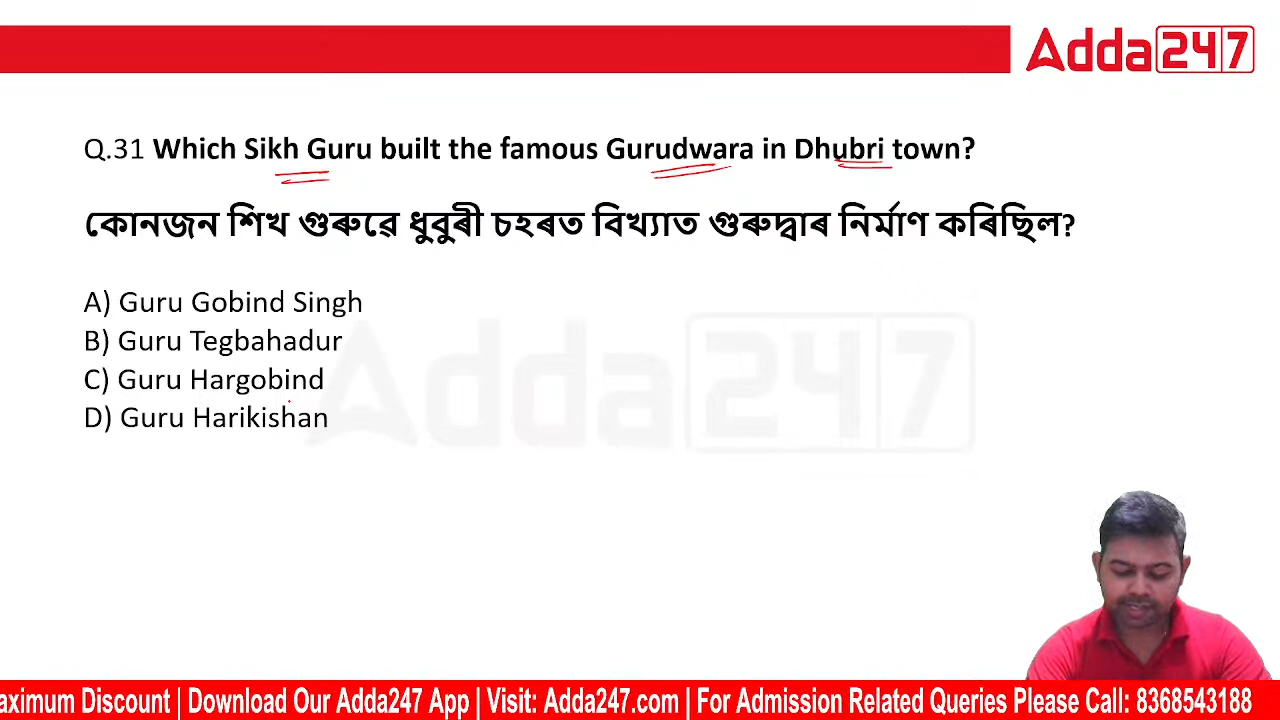 Adda247
Q.31 Which Sikh Guru built the famous Gurudwara in Dhubri town?
কোনজন শিখ গুৰুৱে ধুবুৰী চহৰত বিখ্যাত গুৰুদ্বাৰ নিৰ্মাণ কৰিছিল?
A) Guru Gobind Singh
B) Guru Tegbahadur
C) Guru Hargobind
D) Guru Harikishan
Adda247
aximum Discount | Download Our Adda247 App | Visit: Adda247.com | For Admission Related Queries Please Call: 8368543188